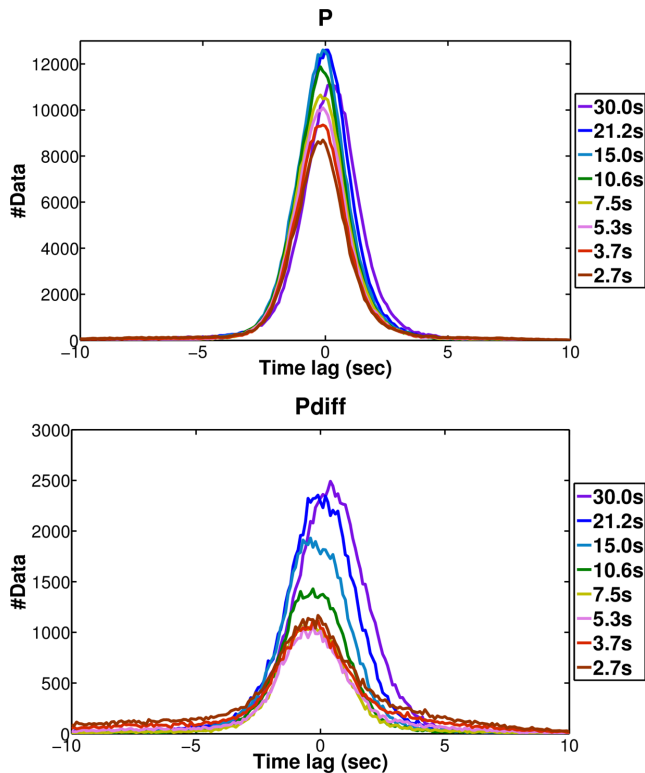 P
12000
10000
8000
6000
4000
2000
0
#Data
−10
−5
0
5
10
Time lag (sec)
30.0s
21.2s
15.0s
10.6s
7.5s
5.3s
3.7s
2.7s
Pdiff
3000
2500
2000
1500
1000
500
0
#Data
−10
−5
0
5
10
Time lag (sec)
30.0s
21.2s
15.0s
10.6s
7.5s
5.3s
3.7s
2.7s